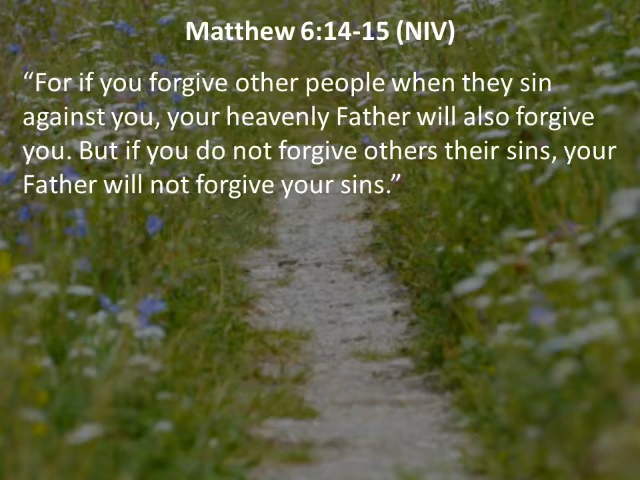 Matthew 6:14-15 (NIV)
“For if you forgive other people when they sin
against you, your heavenly Father will also forgive
you. But if you do not forgive others their sins, your
Father will not forgive your sins.”